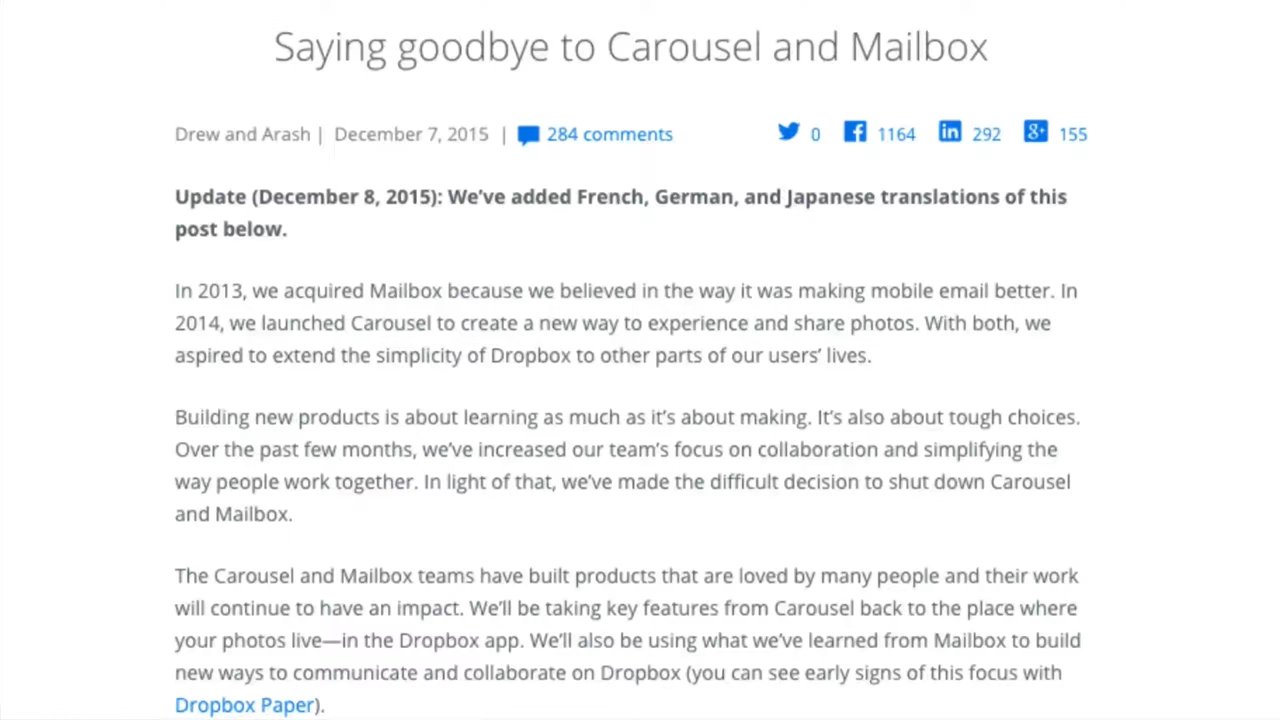 Saying goodbye to Carousel and Mailbox
Drew and Arash | December 7, 2015 | 284 comments 0 1164 292 155
Update (December 8, 2015): We’ve added French, German, and Japanese translations of this
post below.
In 2013, we acquired Mailbox because we believed in the way it was making mobile email better. In
2014, we launched Carousel to create a new way to experience and share photos. With both, we
aspired to extend the simplicity of Dropbox to other parts of our users’ lives.
Building new products is about learning as much as it’s about making. It’s also about tough choices.
Over the past few months, we’ve increased our team’s focus on collaboration and simplifying the
way people work together. In light of that, we’ve made the difficult decision to shut down Carousel
and Mailbox.
The Carousel and Mailbox teams have built products that are loved by many people and their work
will continue to have an impact. We’ll be taking key features from Carousel back to the place where
your photos live—in the Dropbox app. We’ll also be using what we’ve learned from Mailbox to build
new ways to communicate and collaborate on Dropbox (you can see early signs of this focus with
Dropbox Paper).